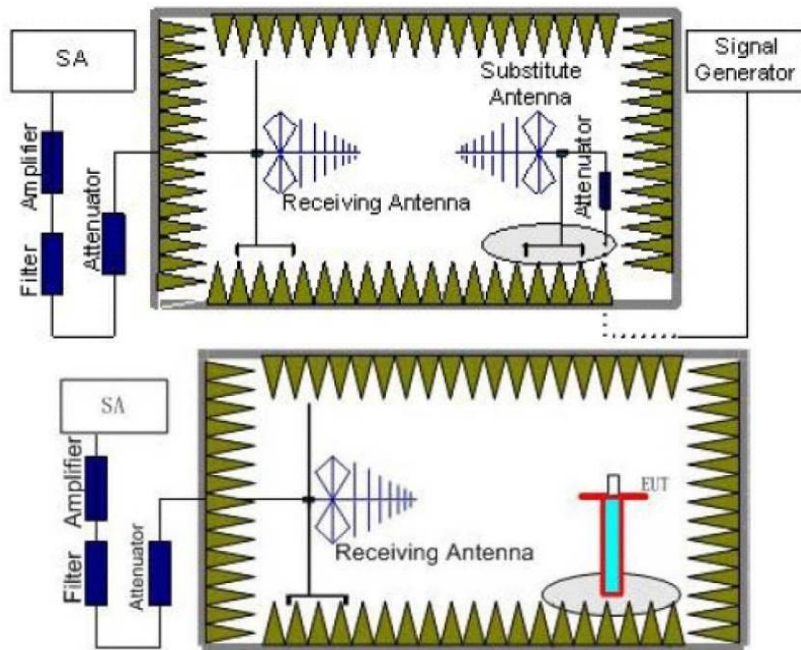 SA
Amplifier
Filter
Attenuator
Receiving Antenna
Substitute
Antenna
Attenuator
Signal
Generator
SA
Amplifier
Filter
Attenuator
Receiving Antenna
EUT